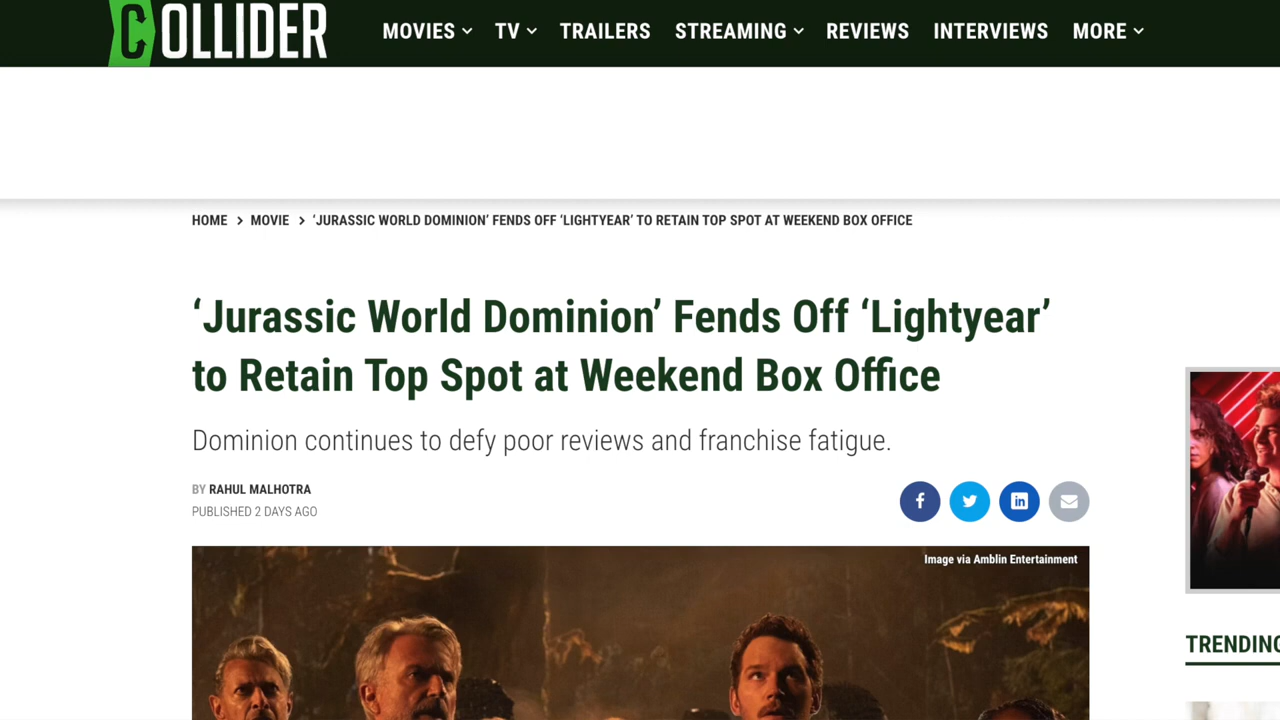 COLLIDER
MOVIES TV TRAILERS STREAMING REVIEWS INTERVIEWS MORE
HOME > MOVIE > ‘JURASSIC WORLD DOMINION’ FENDS OFF ‘LIGHTYEAR’ TO RETAIN TOP SPOT AT WEEKEND BOX OFFICE
‘Jurassic World Dominion’ Fends Off ‘Lightyear’
to Retain Top Spot at Weekend Box Office
Dominion continues to defy poor reviews and franchise fatigue.
BY RAHUL MALHOTRA
PUBLISHED 2 DAYS AGO
Image via Amblin Entertainment
TRENDING